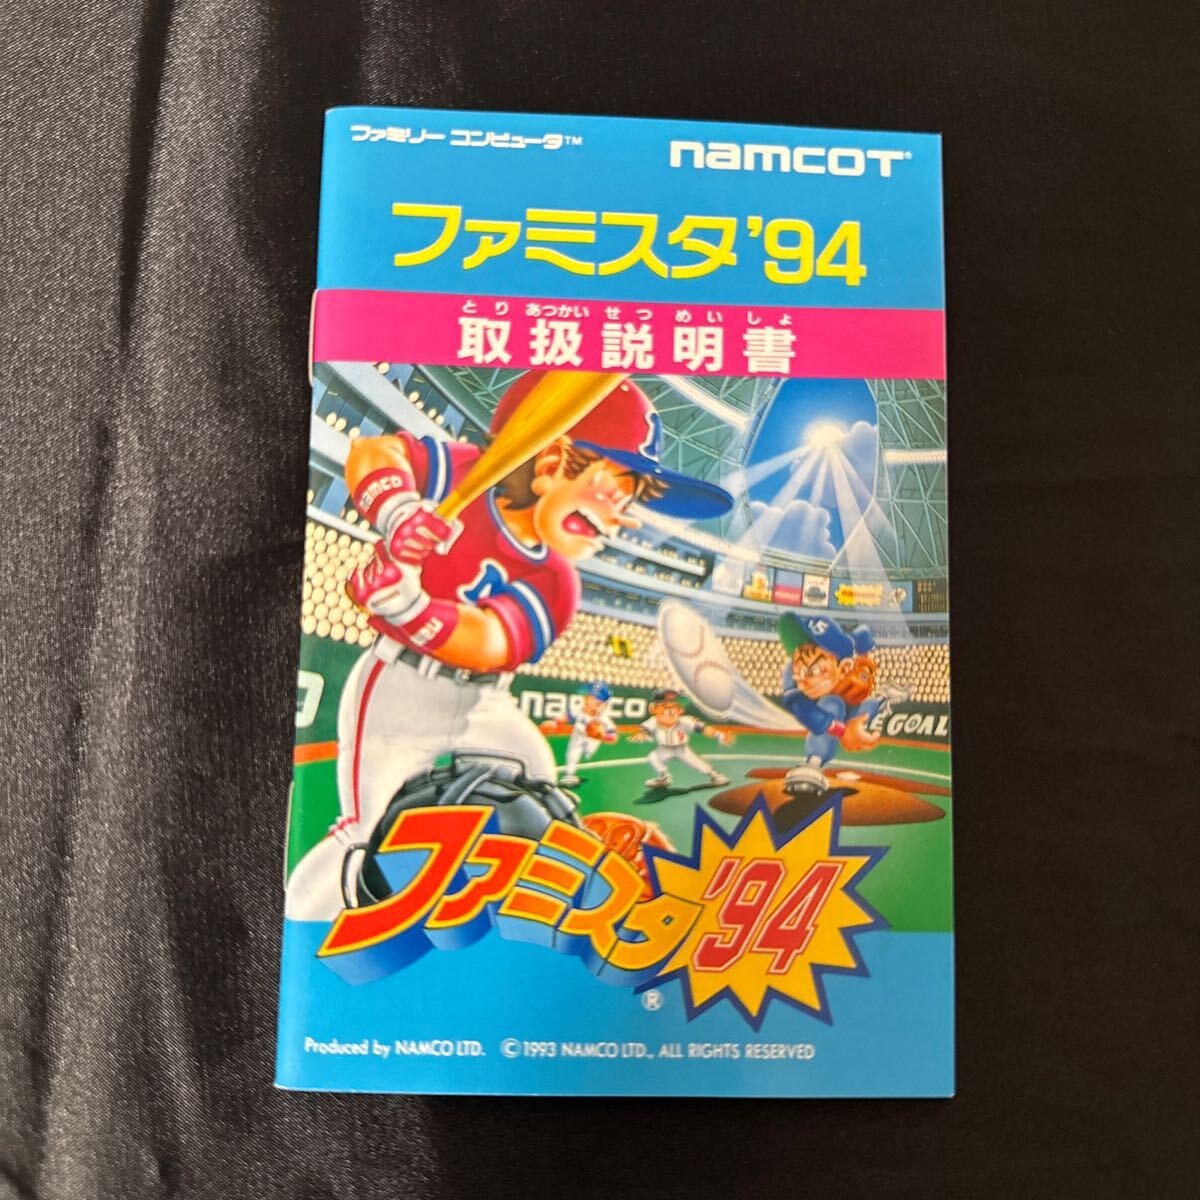 ファミリー コンピュータ™
namcoT®
ファミスタ'94
とり あつかい せつ めい しょ
取扱説明書
namco
namco
E GOAL
ファミスタ'94
®
Produced by NAMCO LTD. © 1993 NAMCO LTD., ALL RIGHTS RESERVED